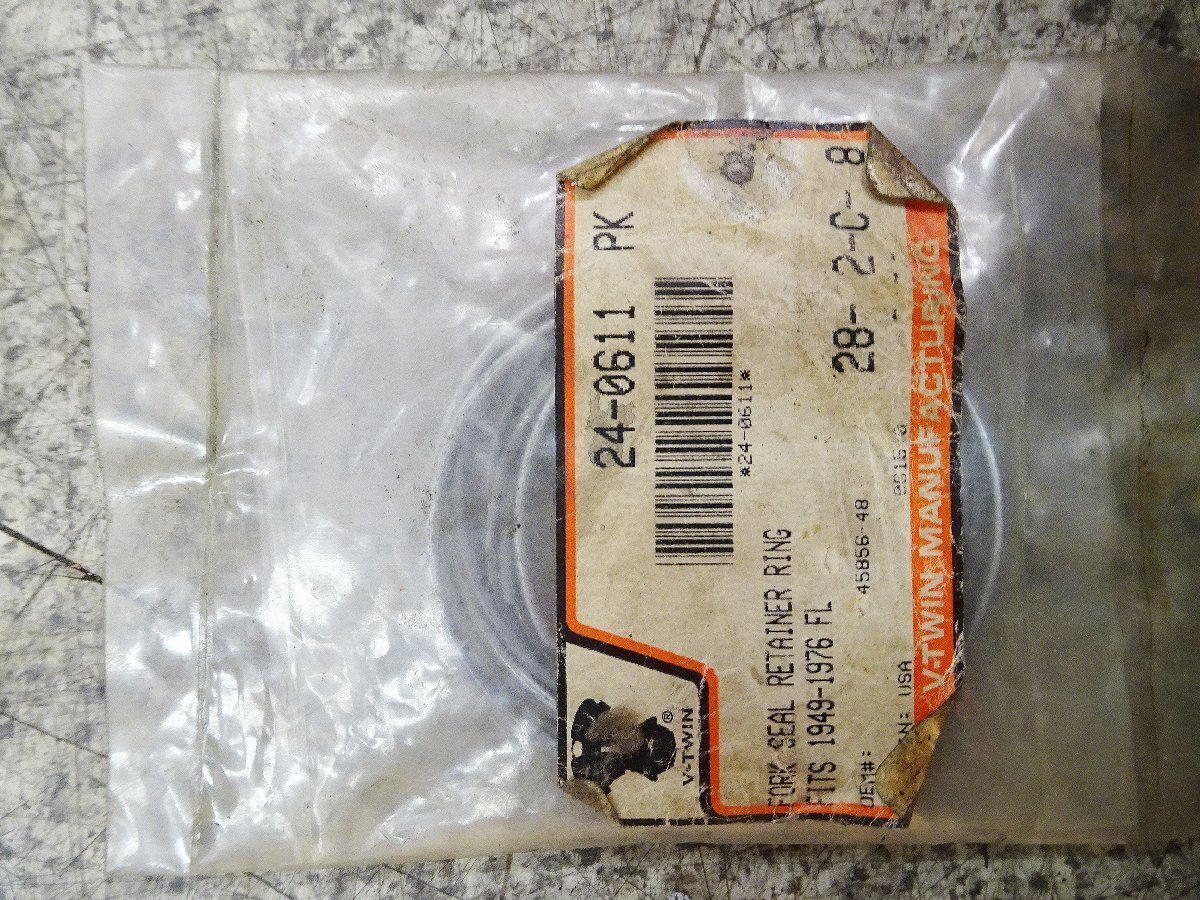 24-0611 PK
*24-0611*
28- 2-C- 8
FORK SEAL RETAINER RING
FITS 1949-1976 FL
OEM#: 45856-48
N: USA
V-TWIN MANUFACTURING
V-TWIN®